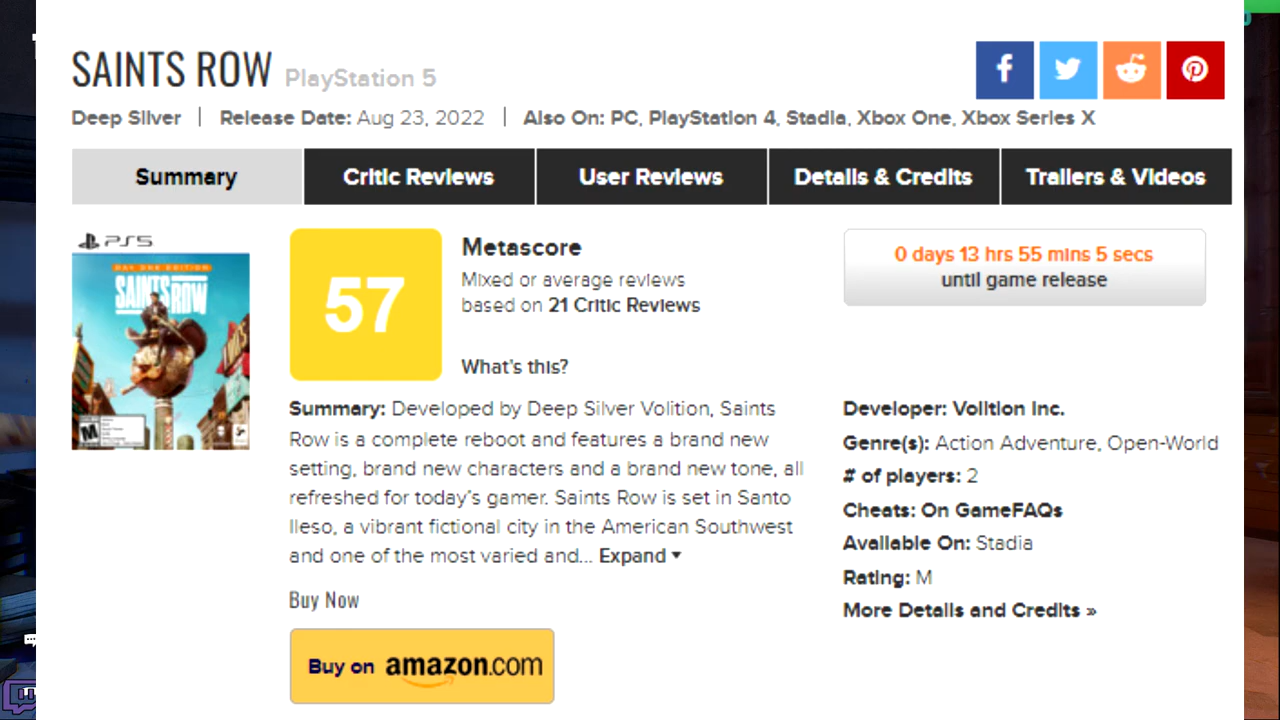 SAINTS ROW PlayStation 5
Deep Silver | Release Date: Aug 23, 2022 | Also On: PC, PlayStation 4, Stadia, Xbox One, Xbox Series X
Summary Critic Reviews User Reviews Details & Credits Trailers & Videos
PS5
DAY ONE EDITION
SAINTS ROW
M
57
Metascore
Mixed or average reviews
based on 21 Critic Reviews
What's this?
0 days 13 hrs 55 mins 5 secs
until game release
Summary: Developed by Deep Silver Volition, Saints
Row is a complete reboot and features a brand new
setting, brand new characters and a brand new tone, all
refreshed for today's gamer. Saints Row is set in Santo
Ileso, a vibrant fictional city in the American Southwest
and one of the most varied and... Expand
Buy Now
Buy on amazon.com
Developer: Volition Inc.
Genre(s): Action Adventure, Open-World
# of players: 2
Cheats: On GameFAQs
Available On: Stadia
Rating: M
More Details and Credits »